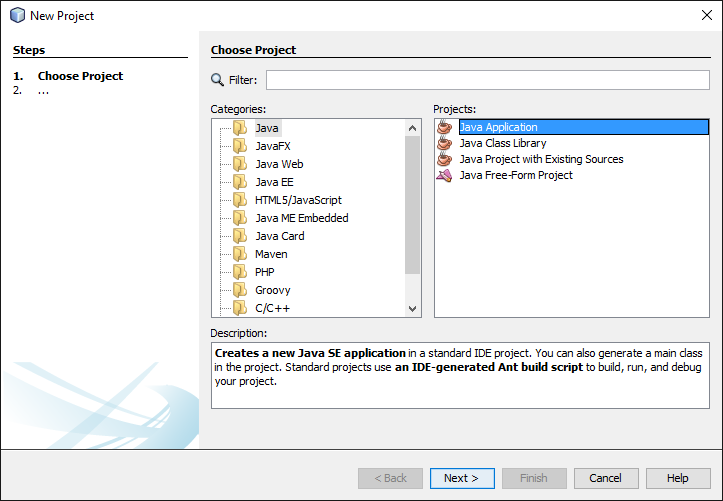 New Project
Steps
1. Choose Project
2. ...
Choose Project
Filter:
Categories:
Java
JavaFX
Java Web
Java EE
HTML5/JavaScript
Java ME Embedded
Java Card
Maven
PHP
Groovy
C/C++
Projects:
Java Application
Java Class Library
Java Project with Existing Sources
Java Free-Form Project
Description:
Creates a new Java SE application in a standard IDE project. You can also generate a main class
in the project. Standard projects use an IDE-generated Ant build script to build, run, and debug
your project.
< Back
Next >
Finish
Cancel
Help